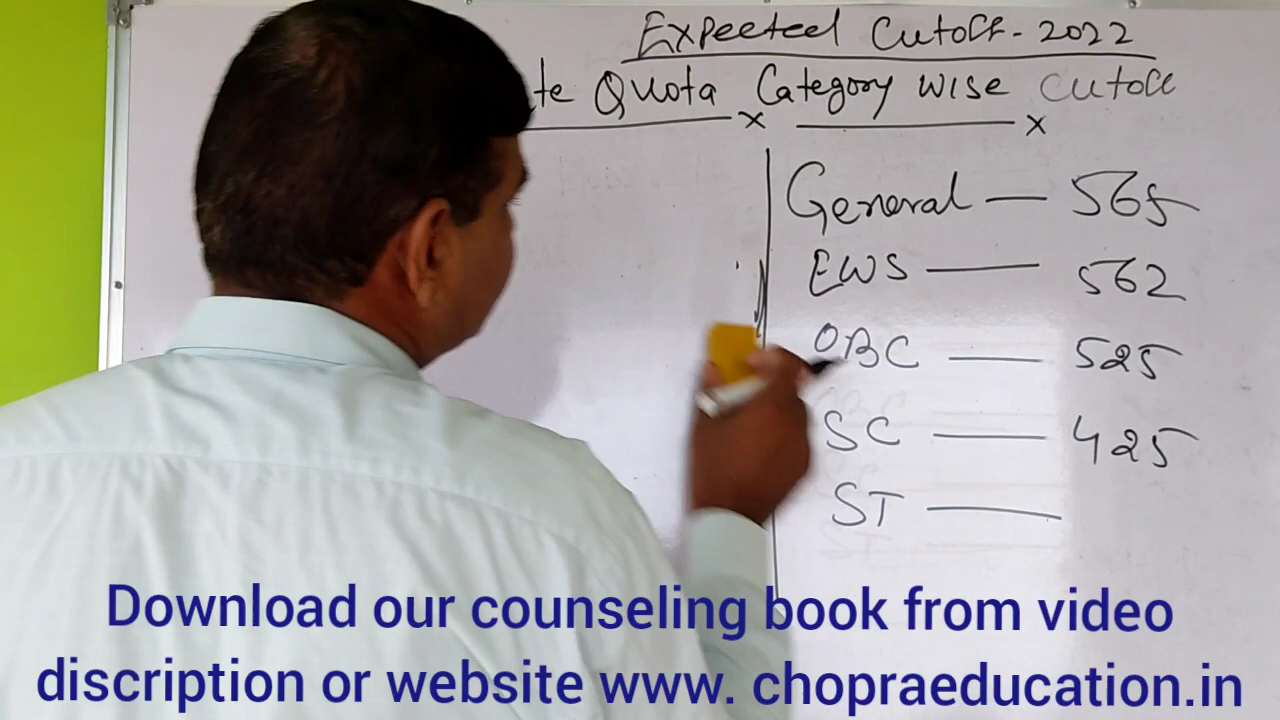 Expected Cutoff-2022
te Quota Category wise cutoff
x x
General — 565
EWS — 562
OBC — 525
SC — 425
ST —
Download our counseling book from video
discription or website www. chopraeducation.in